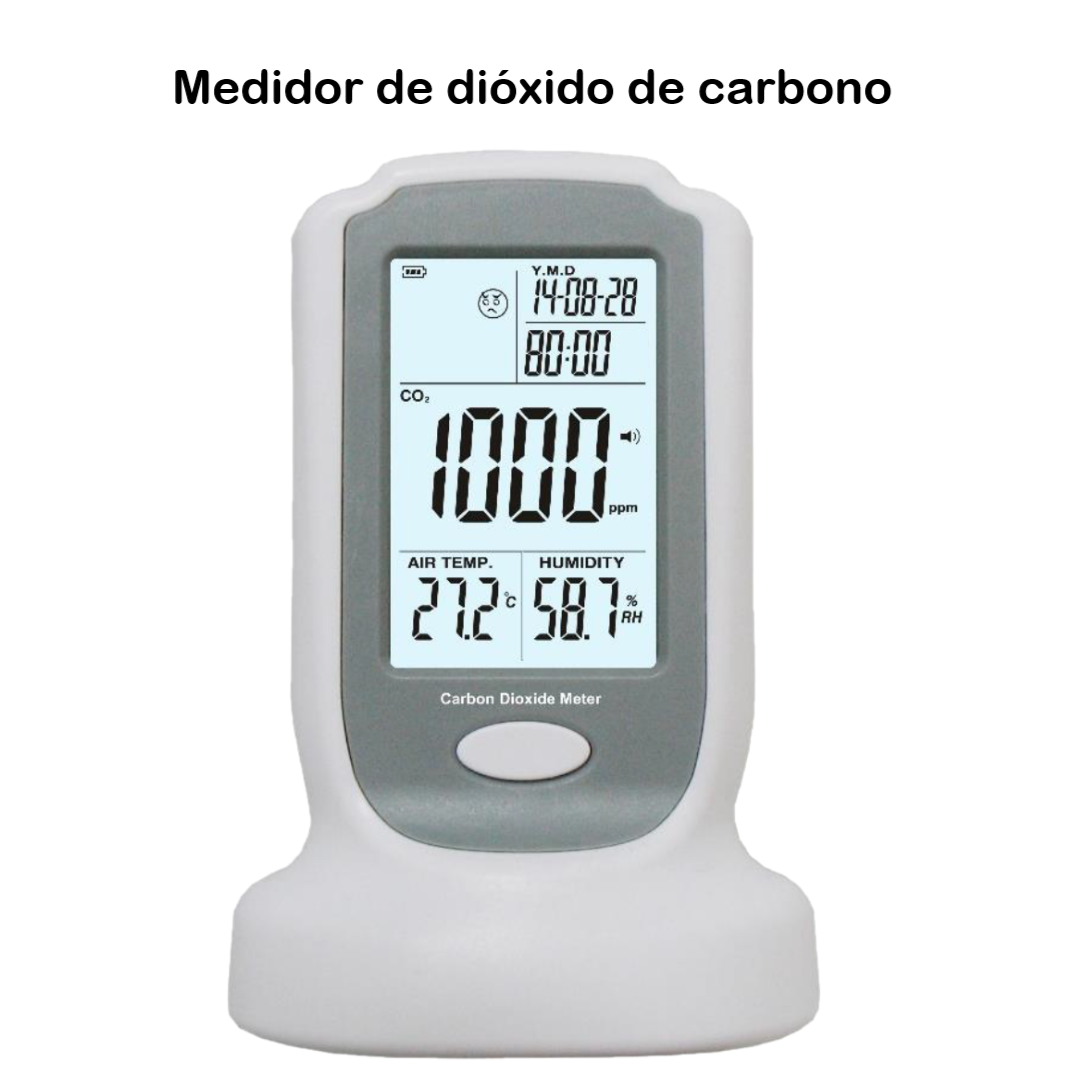 Medidor de dióxido de carbono
Y.M.D
14-08-28
80:00
CO₂
1000 ppm
AIR TEMP.
27.2 °C
HUMIDITY
58.7 % RH
Carbon Dioxide Meter